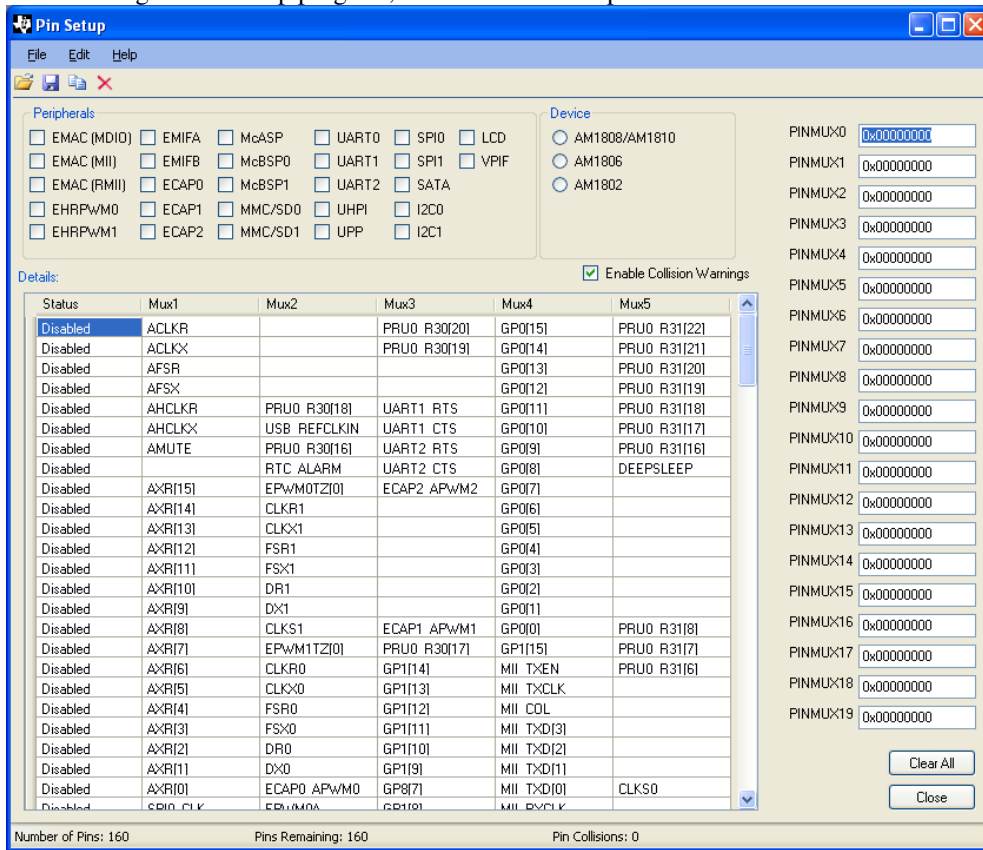 Pin Setup
File Edit Help
Peripherals
EMAC (MDIO) EMIFA McASP UART0 SPI0 LCD
EMAC (MII) EMIFB McBSP0 UART1 SPI1 VPIF
EMAC (RMII) ECAP0 McBSP1 UART2 SATA
EHRPWM0 ECAP1 MMC/SD0 UHPI I2C0
EHRPWM1 ECAP2 MMC/SD1 UPP I2C1
Device
AM1808/AM1810
AM1806
AM1802
Enable Collision Warnings
Details:
Status Mux1 Mux2 Mux3 Mux4 Mux5
Disabled ACLKR PRU0 R30[20] GP0[15] PRU0 R31[22]
Disabled ACLKX PRU0 R30[19] GP0[14] PRU0 R31[21]
Disabled AFSR GP0[13] PRU0 R31[20]
Disabled AFSX GP0[12] PRU0 R31[19]
Disabled AHCLKR PRU0 R30[18] UART1 RTS GP0[11] PRU0 R31[18]
Disabled AHCLKX USB REFCLKIN UART1 CTS GP0[10] PRU0 R31[17]
Disabled AMUTE PRU0 R30[16] UART2 RTS GP0[9] PRU0 R31[16]
Disabled RTC ALARM UART2 CTS GP0[8] DEEPSLEEP
Disabled AXR[15] EPWM0TZ[0] ECAP2 APWM2 GP0[7]
Disabled AXR[14] CLKR1 GP0[6]
Disabled AXR[13] CLKX1 GP0[5]
Disabled AXR[12] FSR1 GP0[4]
Disabled AXR[11] FSX1 GP0[3]
Disabled AXR[10] DR1 GP0[2]
Disabled AXR[9] DX1 GP0[1]
Disabled AXR[8] CLKS1 ECAP1 APWM1 GP0[0] PRU0 R31[8]
Disabled AXR[7] EPWM1TZ[0] PRU0 R30[17] GP1[15] PRU0 R31[7]
Disabled AXR[6] CLKR0 GP1[14] MII TXEN PRU0 R31[6]
Disabled AXR[5] CLKX0 GP1[13] MII TXCLK
Disabled AXR[4] FSR0 GP1[12] MII COL
Disabled AXR[3] FSX0 GP1[11] MII TXD[3]
Disabled AXR[2] DR0 GP1[10] MII TXD[2]
Disabled AXR[1] DX0 GP1[9] MII TXD[1]
Disabled AXR[0] ECAP0 APWM0 GP8[7] MII TXD[0] CLKS0
Disabled SPI0 CLK EPWM0A GP1[8] MII RXCLK
PINMUX0 0x00000000
PINMUX1 0x00000000
PINMUX2 0x00000000
PINMUX3 0x00000000
PINMUX4 0x00000000
PINMUX5 0x00000000
PINMUX6 0x00000000
PINMUX7 0x00000000
PINMUX8 0x00000000
PINMUX9 0x00000000
PINMUX10 0x00000000
PINMUX11 0x00000000
PINMUX12 0x00000000
PINMUX13 0x00000000
PINMUX14 0x00000000
PINMUX15 0x00000000
PINMUX16 0x00000000
PINMUX17 0x00000000
PINMUX18 0x00000000
PINMUX19 0x00000000
Clear All
Close
Number of Pins: 160 Pins Remaining: 160 Pin Collisions: 0